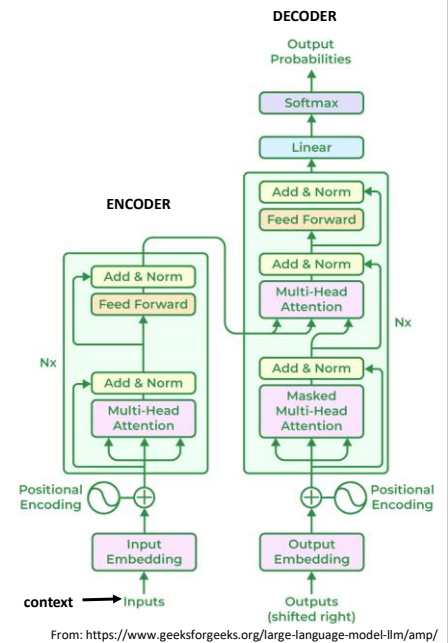 DECODER
Output
Probabilities
Softmax
Linear
Add & Norm
Feed Forward
Add & Norm
Multi-Head
Attention
Nx
Add & Norm
Masked
Multi-Head
Attention
Positional
Encoding
Output
Embedding
Outputs
(shifted right)
ENCODER
Add & Norm
Feed Forward
Nx
Add & Norm
Multi-Head
Attention
Positional
Encoding
Input
Embedding
context
Inputs
From: https://www.geeksforgeeks.org/large-language-model-llm/amp/